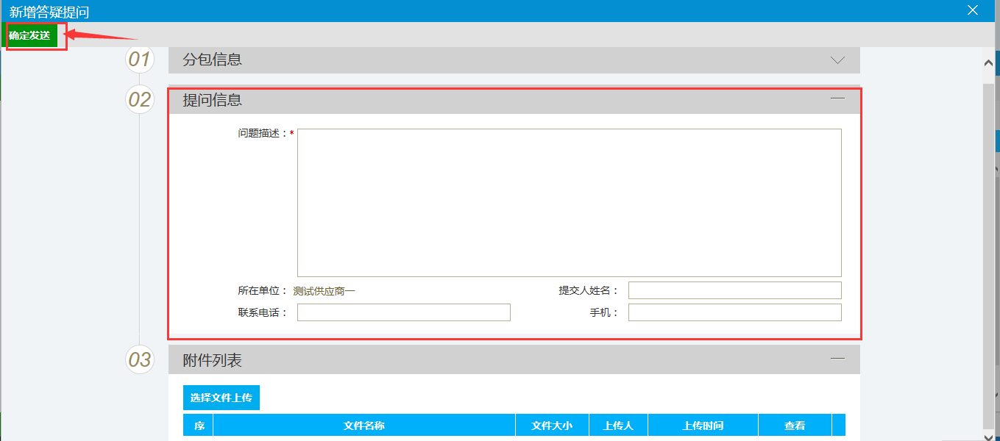 新增答疑提问
确定发送
01 分包信息
02 提问信息
问题描述：*
所在单位： 测试供应商一 提交人姓名：
联系电话： 手机：
03 附件列表
选择文件上传
序 文件名称 文件大小 上传人 上传时间 查看